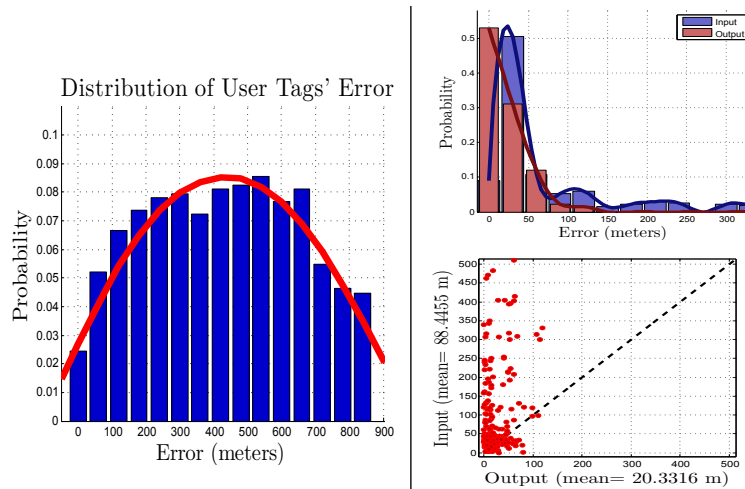 Distribution of User Tags' Error
Probability
0.1
0.09
0.08
0.07
0.06
0.05
0.04
0.03
0.02
0.01
0
0 100 200 300 400 500 600 700 800 900
Error (meters)
Input
Output
Probability
0.5
0.4
0.3
0.2
0.1
0
0 50 100 150 200 250 300
Error (meters)
Input (mean= 88.4455 m)
500
450
400
350
300
250
200
150
100
50
0
0 100 200 300 400 500
Output (mean= 20.3316 m)